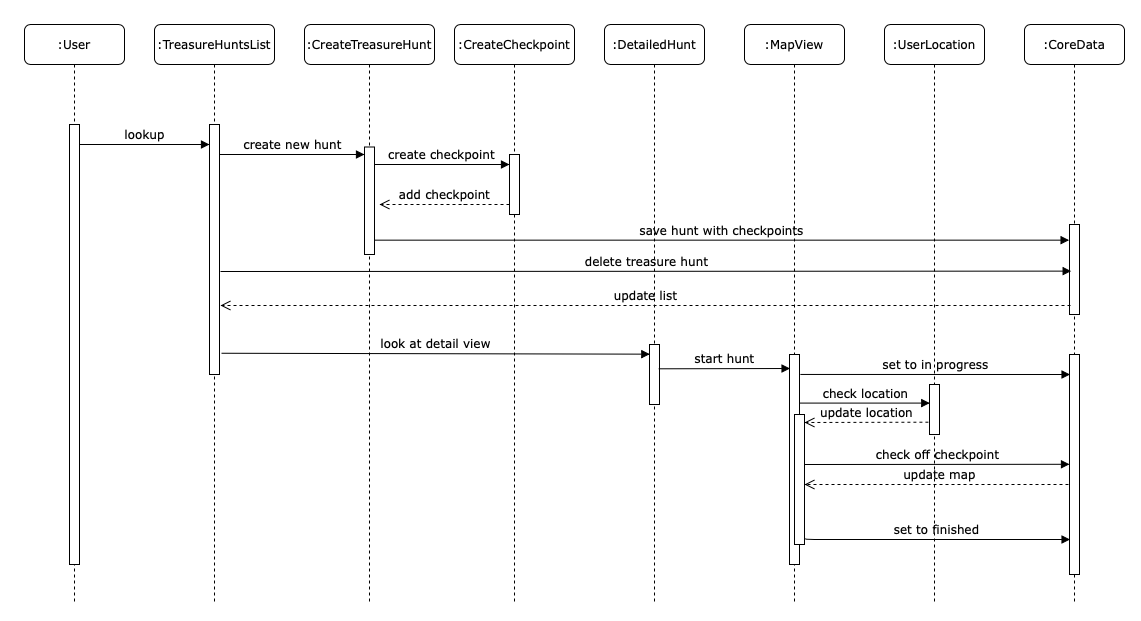 :User
:TreasureHuntsList
:CreateTreasureHunt
:CreateCheckpoint
:DetailedHunt
:MapView
:UserLocation
:CoreData
lookup
create new hunt
create checkpoint
add checkpoint
save hunt with checkpoints
delete treasure hunt
update list
look at detail view
start hunt
set to in progress
check location
update location
check off checkpoint
update map
set to finished